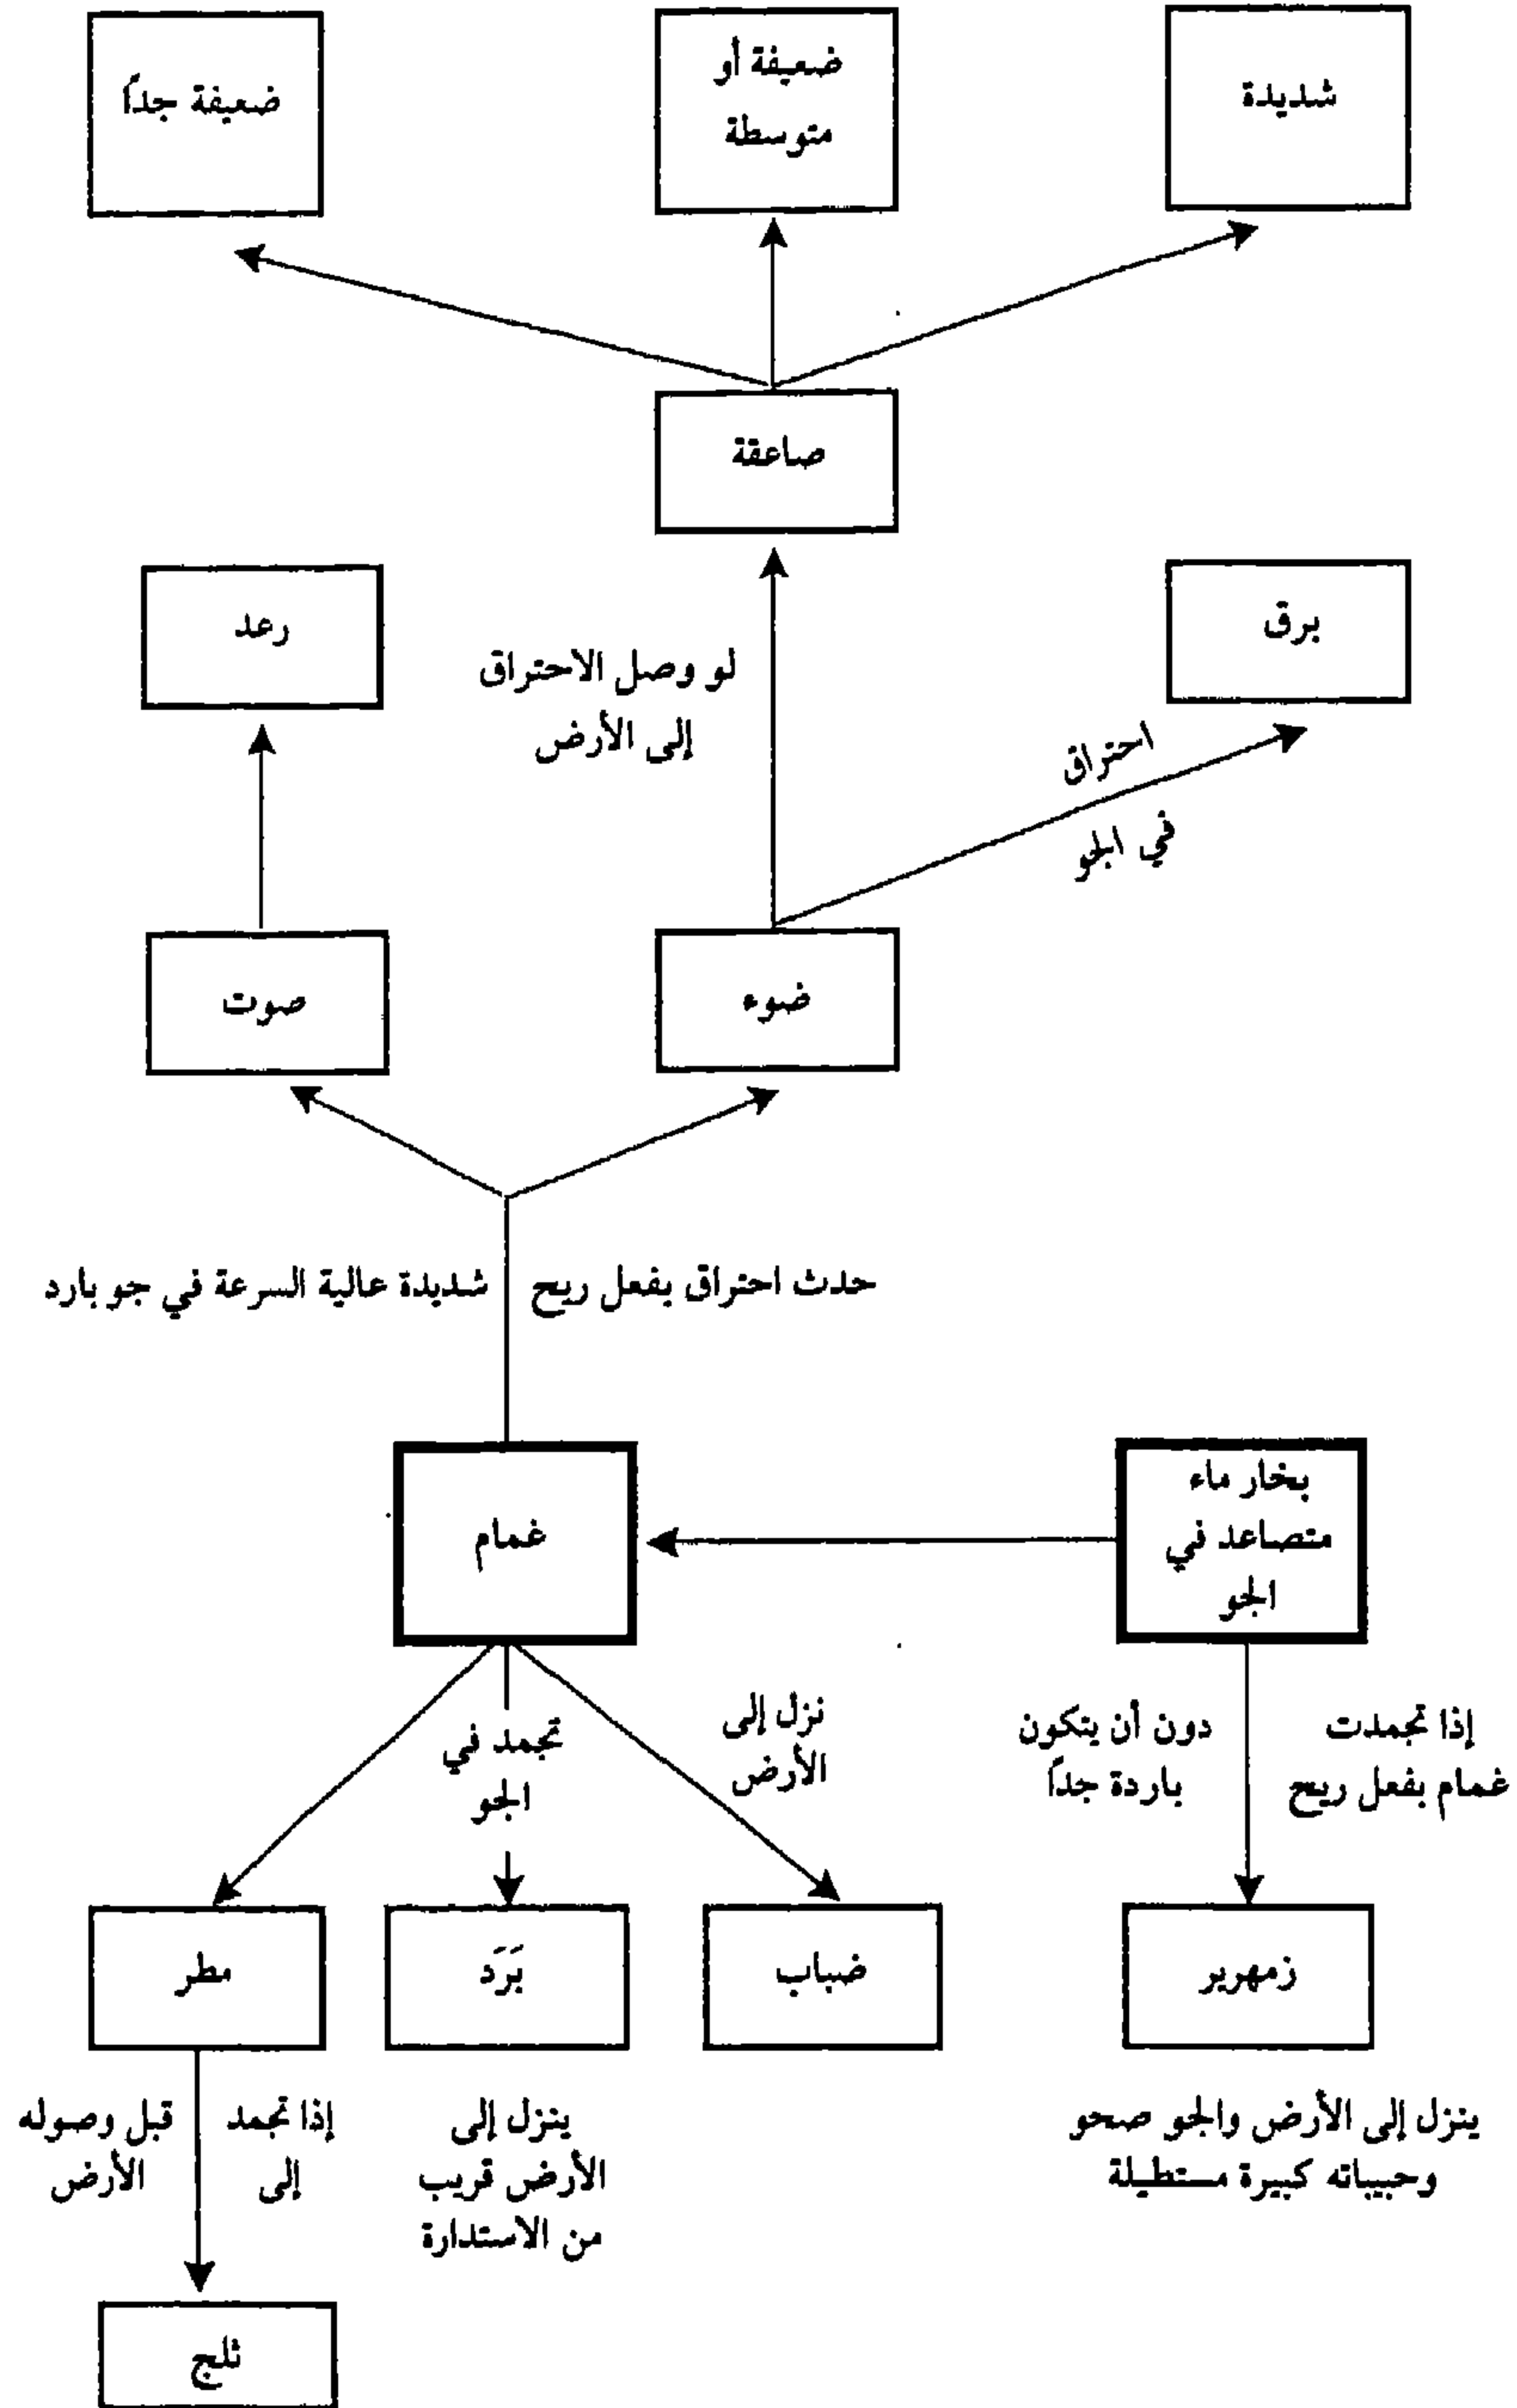 شديدة
ضعيفة أو
متوسطة
ضعيفة جداً
صاعقة
برق
رعد
لو وصل الاحتراق
إلى الأرض
احتراق
في الجو
ضوء
صوت
حدث احتراق بفعل ريح شديدة عالية السرعة في جو بارد
بخار ماء
متصاعد في
الجو
غمام
إذا تجمدت دون أن يتكون
غمام بفعل ريح باردة جداً
نزل إلى
الأرض
تجمد في
الجو
زمهرير
ضباب
بَرَد
مطر
ينزل إلى الأرض والجو صحو
وحبيباته كبيرة مستطيلة
ينزل إلى
الأرض قريب
من الاستدارة
إذا تجمد قبل وصوله
إلى الأرض
ثلج